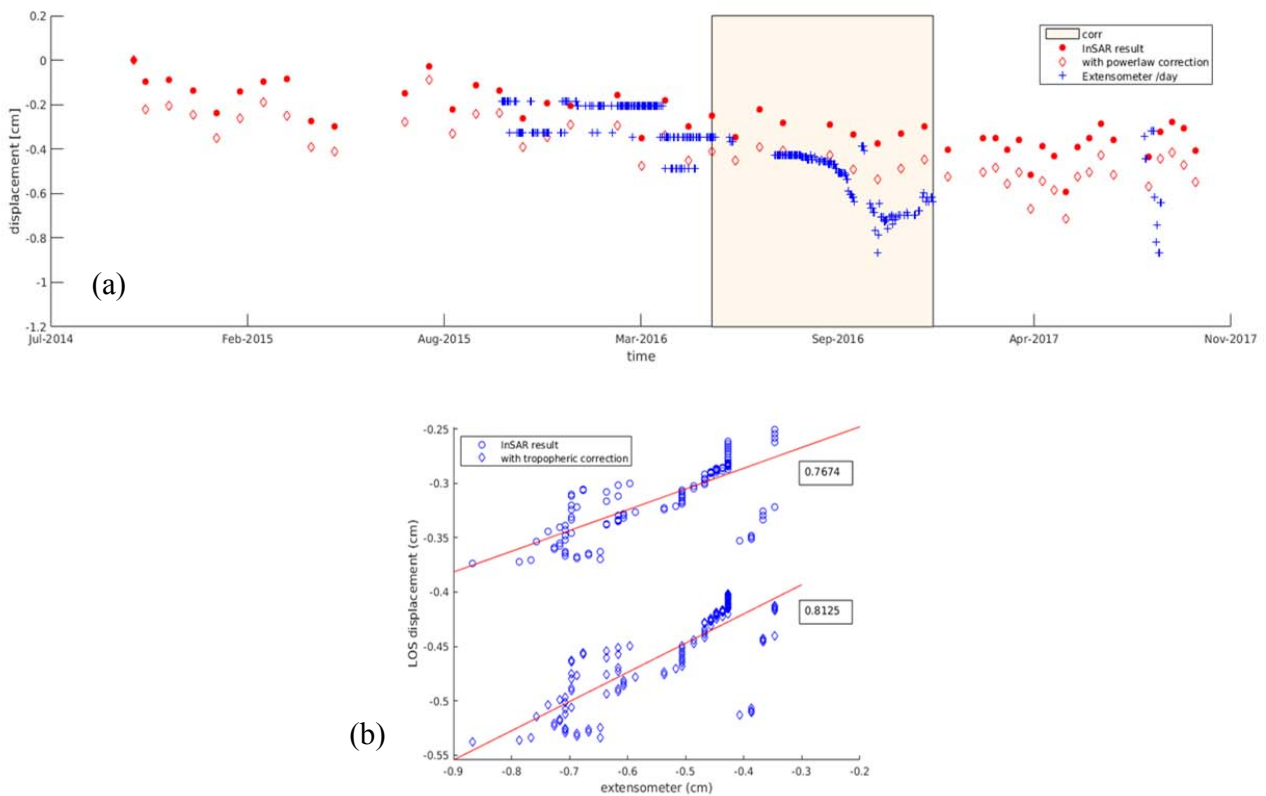 0.2
0
-0.2
-0.4
-0.6
-0.8
-1
-1.2
displacement [cm]
corr
InSAR result
with powerlaw correction
Extensometer /day
(a)
Jul-2014
Feb-2015
Aug-2015
Mar-2016
Sep-2016
Apr-2017
Nov-2017
time
-0.25
-0.3
-0.35
-0.4
-0.45
-0.5
-0.55
LOS displacement (cm)
InSAR result
with tropopheric correction
0.7674
0.8125
(b)
-0.9
-0.8
-0.7
-0.6
-0.5
-0.4
-0.3
-0.2
extensometer (cm)